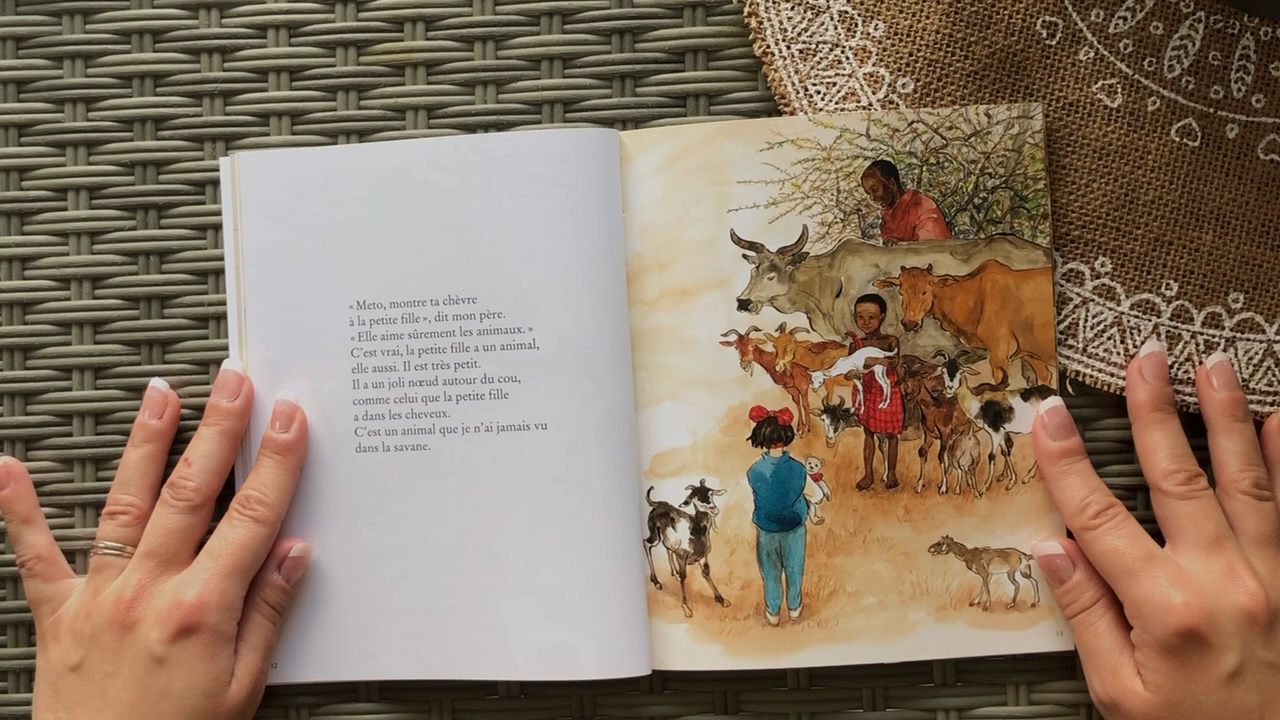 « Meto, montre ta chèvre
à la petite fille », dit mon père.
« Elle aime sûrement les animaux. »
C'est vrai, la petite fille a un animal,
elle aussi. Il est très petit.
Il a un joli nœud autour du cou,
comme celui que la petite fille
a dans les cheveux.
C'est un animal que je n'ai jamais vu
dans la savane.
12
13